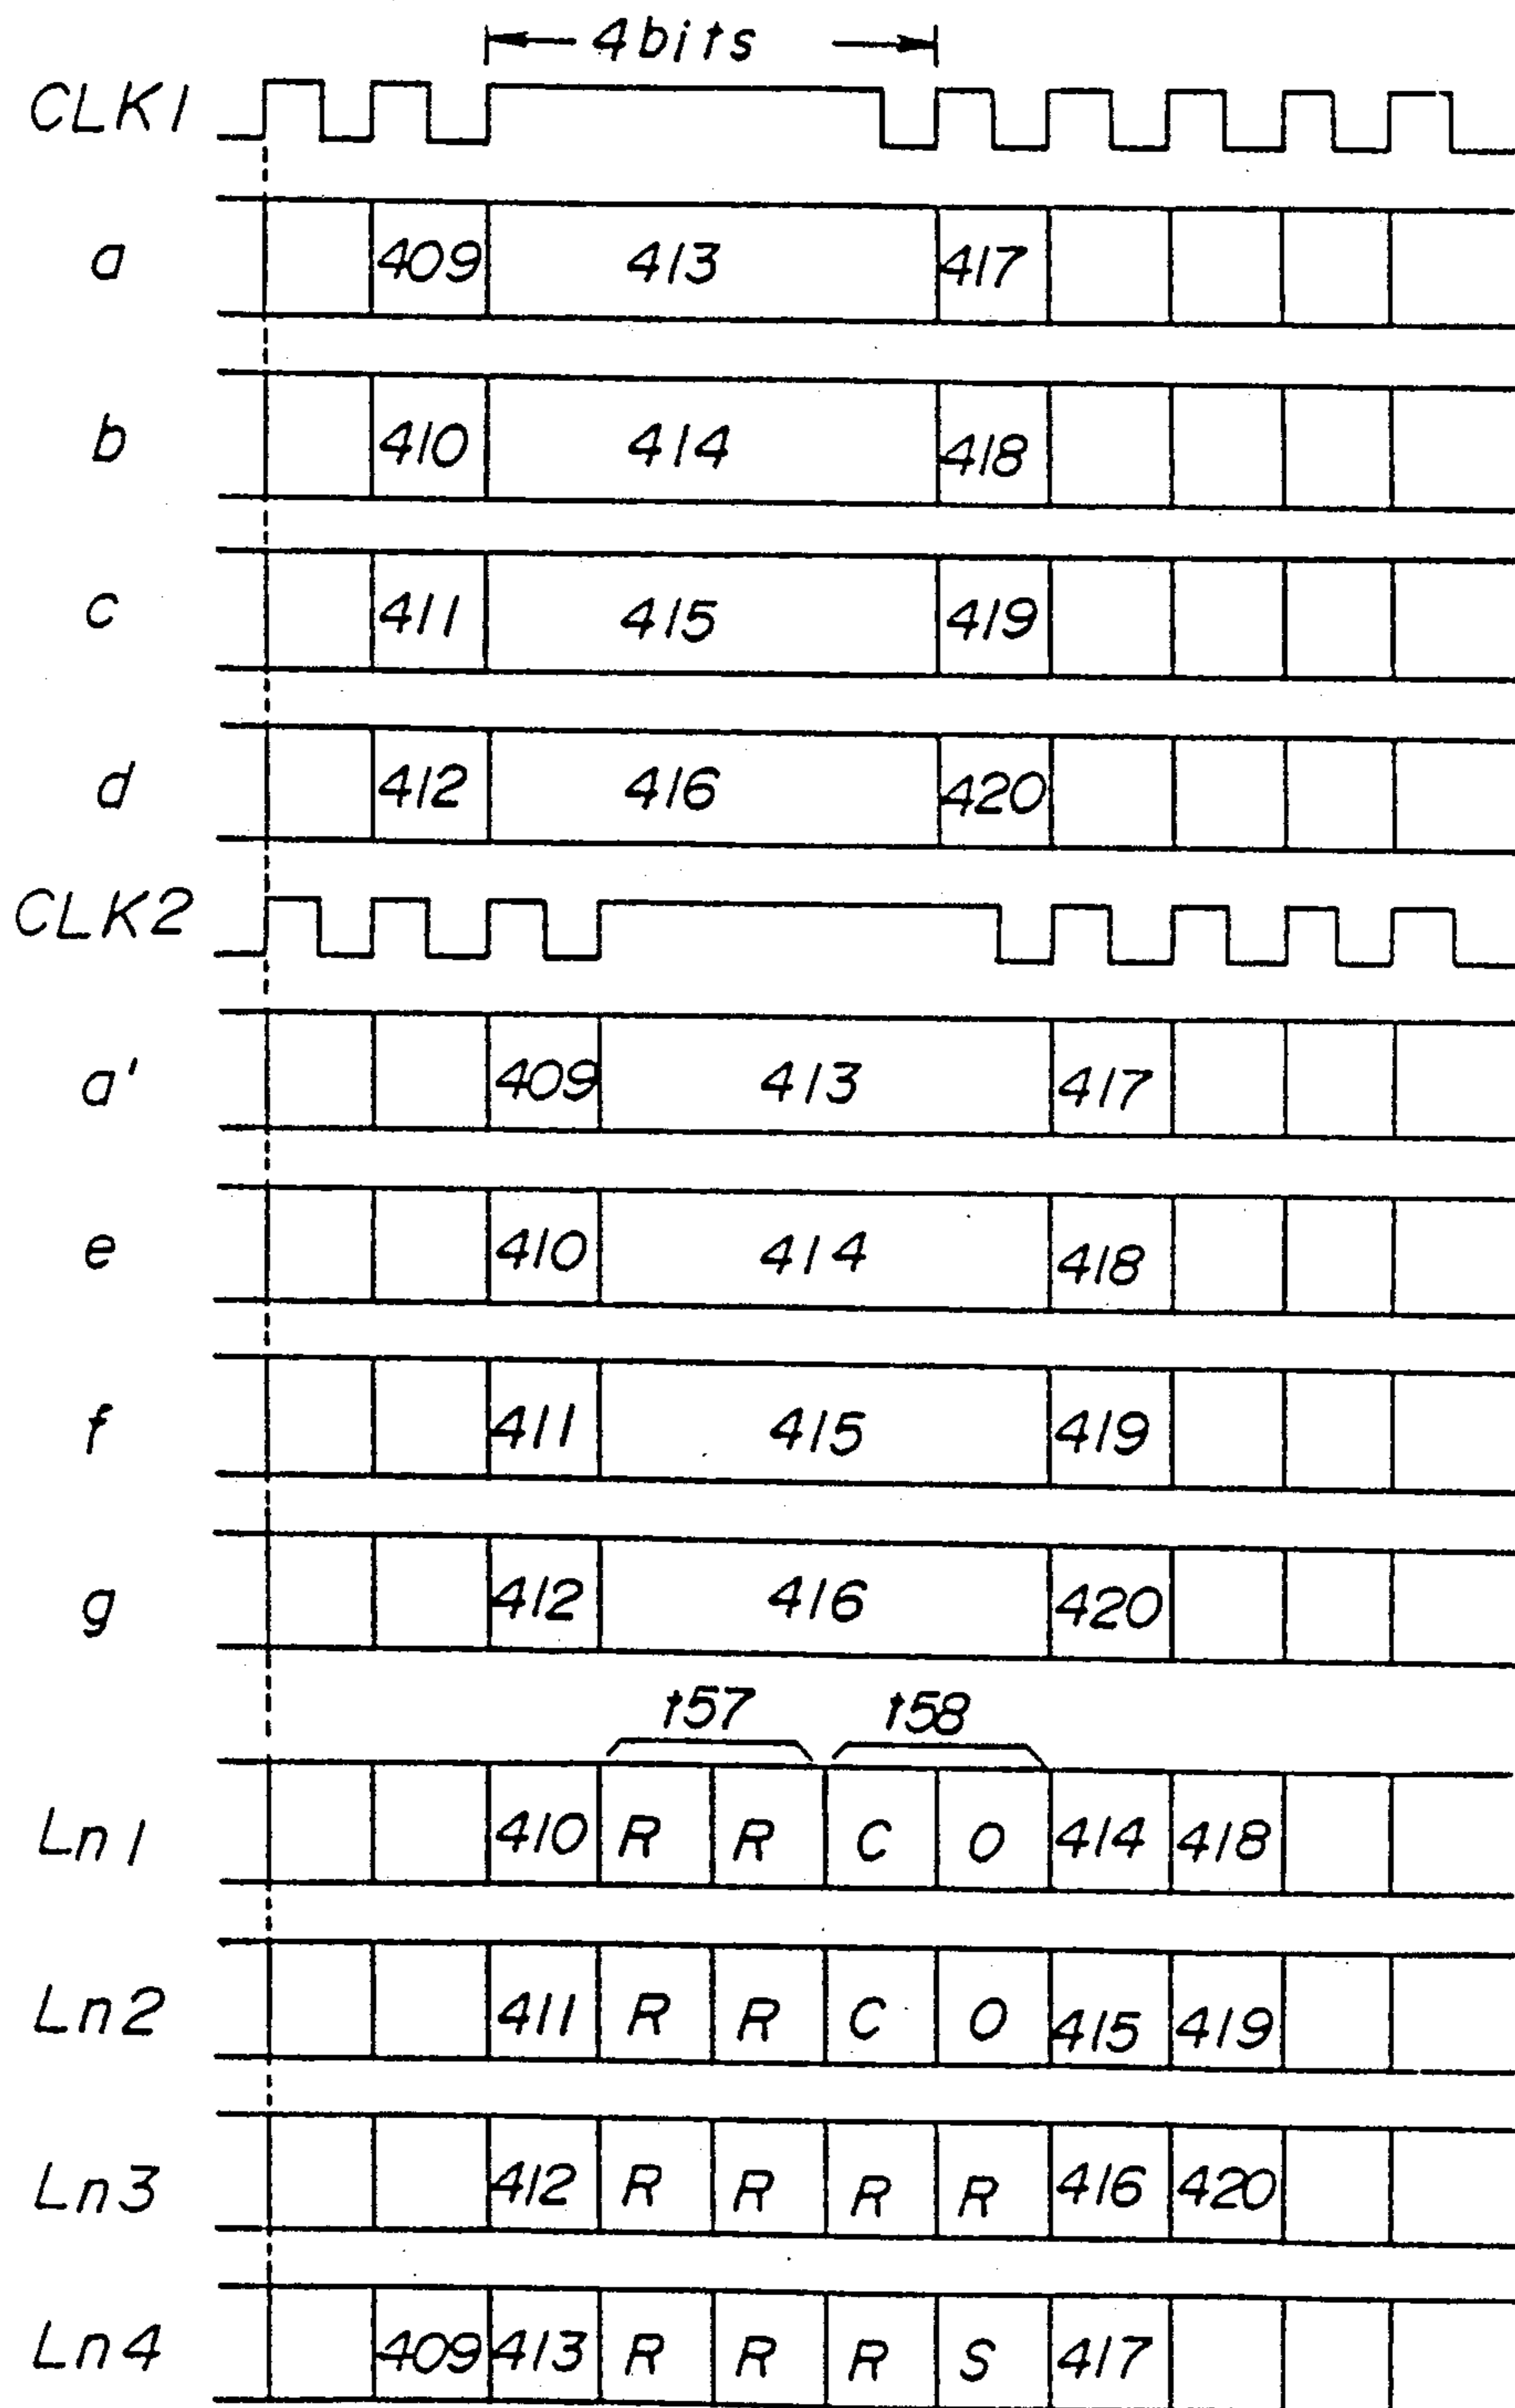 4bits
CLK1
a 409 413 417
b 410 414 418
c 411 415 419
d 412 416 420
CLK2
a' 409 413 417
e 410 414 418
f 411 415 419
g 412 416 420
t57 t58
Ln1 410 R R C O 414 418
Ln2 411 R R C O 415 419
Ln3 412 R R R R 416 420
Ln4 409 413 R R R S 417